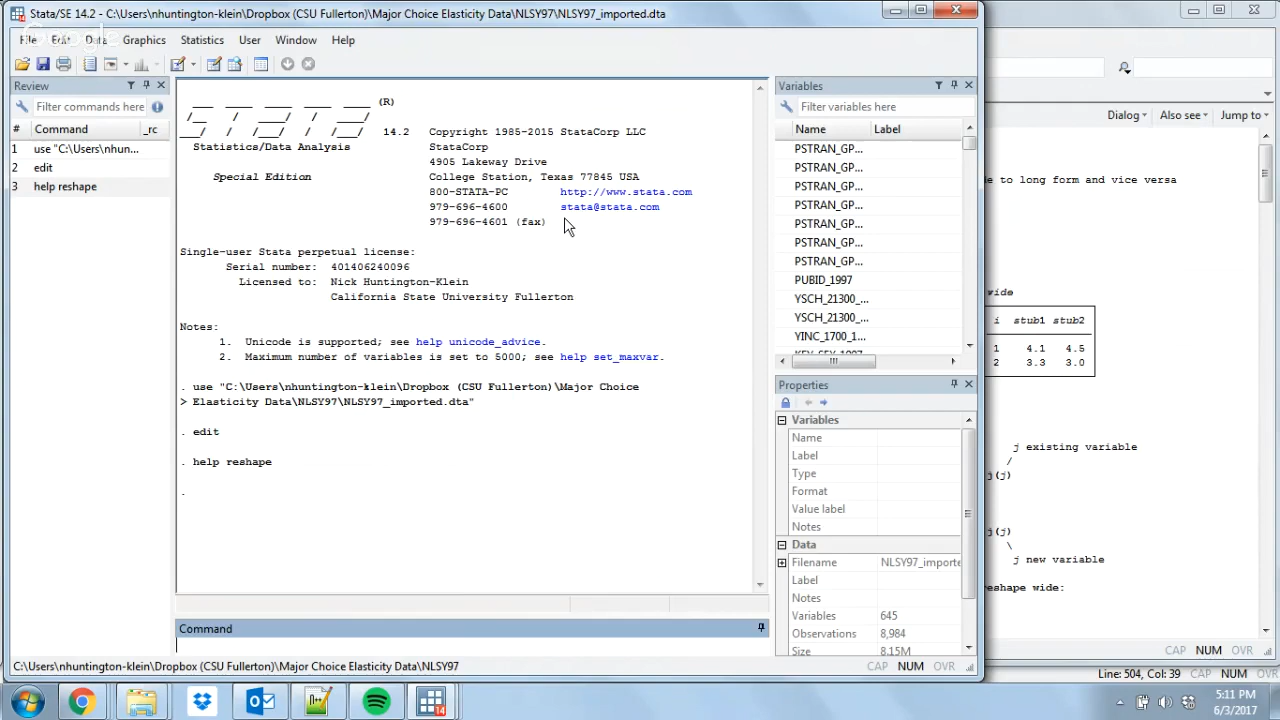 Stata/SE 14.2 - C:\Users\nhuntington-klein\Dropbox (CSU Fullerton)\Major Choice Elasticity Data\NLSY97\NLSY97_imported.dta
Google
File Edit Data Graphics Statistics User Window Help
Review
Filter commands here
# Command _rc
1 use "C:\Users\nhun...
2 edit
3 help reshape
(R)
14.2 Copyright 1985-2015 StataCorp LLC
Statistics/Data Analysis StataCorp
4905 Lakeway Drive
Special Edition College Station, Texas 77845 USA
800-STATA-PC http://www.stata.com
979-696-4600 stata@stata.com
979-696-4601 (fax)
Single-user Stata perpetual license:
Serial number: 401406240096
Licensed to: Nick Huntington-Klein
California State University Fullerton
Notes:
1. Unicode is supported; see help unicode_advice.
2. Maximum number of variables is set to 5000; see help set_maxvar.
. use "C:\Users\nhuntington-klein\Dropbox (CSU Fullerton)\Major Choice
> Elasticity Data\NLSY97\NLSY97_imported.dta"
. edit
. help reshape
.
Command
C:\Users\nhuntington-klein\Dropbox (CSU Fullerton)\Major Choice Elasticity Data\NLSY97
CAP NUM OVR
Variables
Filter variables here
Name Label
PSTRAN_GP...
PSTRAN_GP...
PSTRAN_GP...
PSTRAN_GP...
PSTRAN_GP...
PSTRAN_GP...
PSTRAN_GP...
PUBID_1997
YSCH_21300_...
YSCH_21300_...
YINC_1700_1...
KEY_SEX_1997
Properties
Variables
Name
Label
Type
Format
Value label
Notes
Data
Filename NLSY97_importe
Label
Notes
Variables 645
Observations 8,984
Size 8.15M
Dialog Also see Jump to
de to long form and vice versa
wide
i stub1 stub2
1 4.1 4.5
2 3.3 3.0
j existing variable
/
j(j)
j(j)
\
j new variable
eshape wide:
CAP NUM OVR
Line: 504, Col: 39 CAP NUM OVR
14
5:11 PM
6/3/2017